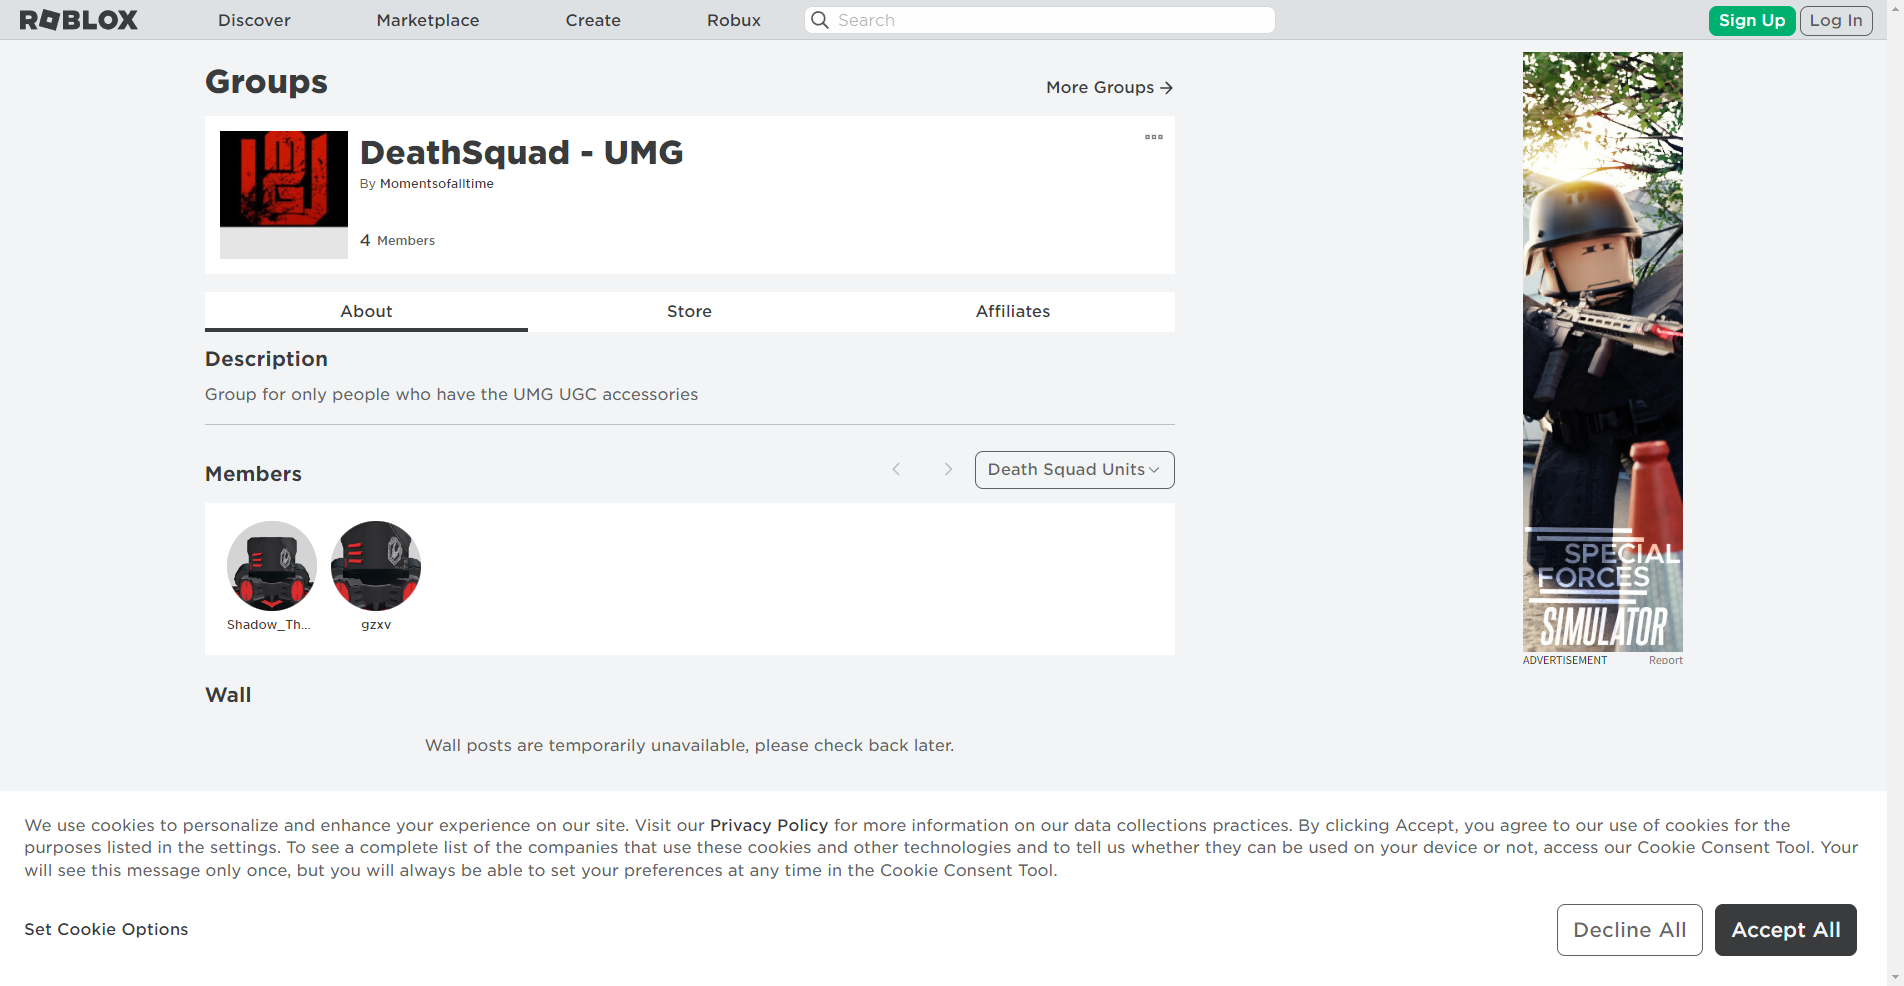 ROBLOX
Discover
Marketplace
Create
Robux
Search
Sign Up
Log In
Groups
More Groups
DeathSquad - UMG
By Momentsofalltime
4 Members
About
Store
Affiliates
Description
Group for only people who have the UMG UGC accessories
Members
Death Squad Units
Shadow_Th...
gzxv
SPECIAL
FORCES
SIMULATOR
ADVERTISEMENT
Report
Wall
Wall posts are temporarily unavailable, please check back later.
We use cookies to personalize and enhance your experience on our site. Visit our Privacy Policy for more information on our data collections practices. By clicking Accept, you agree to our use of cookies for the
purposes listed in the settings. To see a complete list of the companies that use these cookies and other technologies and to tell us whether they can be used on your device or not, access our Cookie Consent Tool. Your
will see this message only once, but you will always be able to set your preferences at any time in the Cookie Consent Tool.
Set Cookie Options
Decline All
Accept All